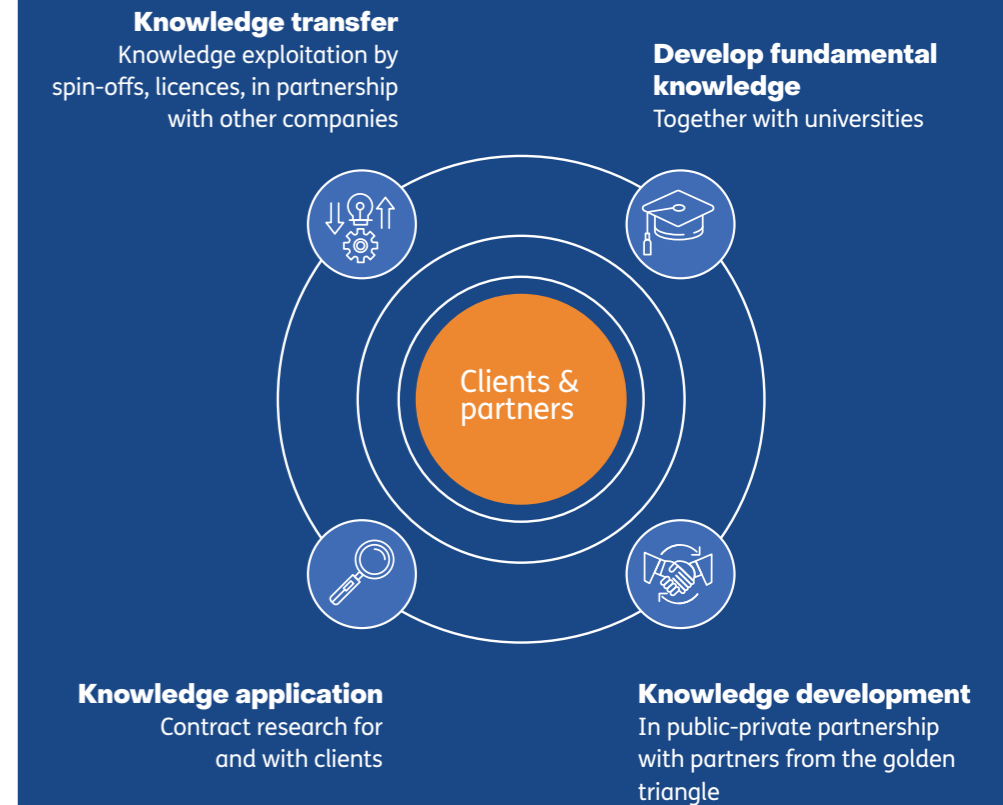 Knowledge transfer
Knowledge exploitation by
spin-offs, licences, in partnership
with other companies
Develop fundamental
knowledge
Together with universities
Clients &
partners
Knowledge application
Contract research for
and with clients
Knowledge development
In public-private partnership
with partners from the golden
triangle